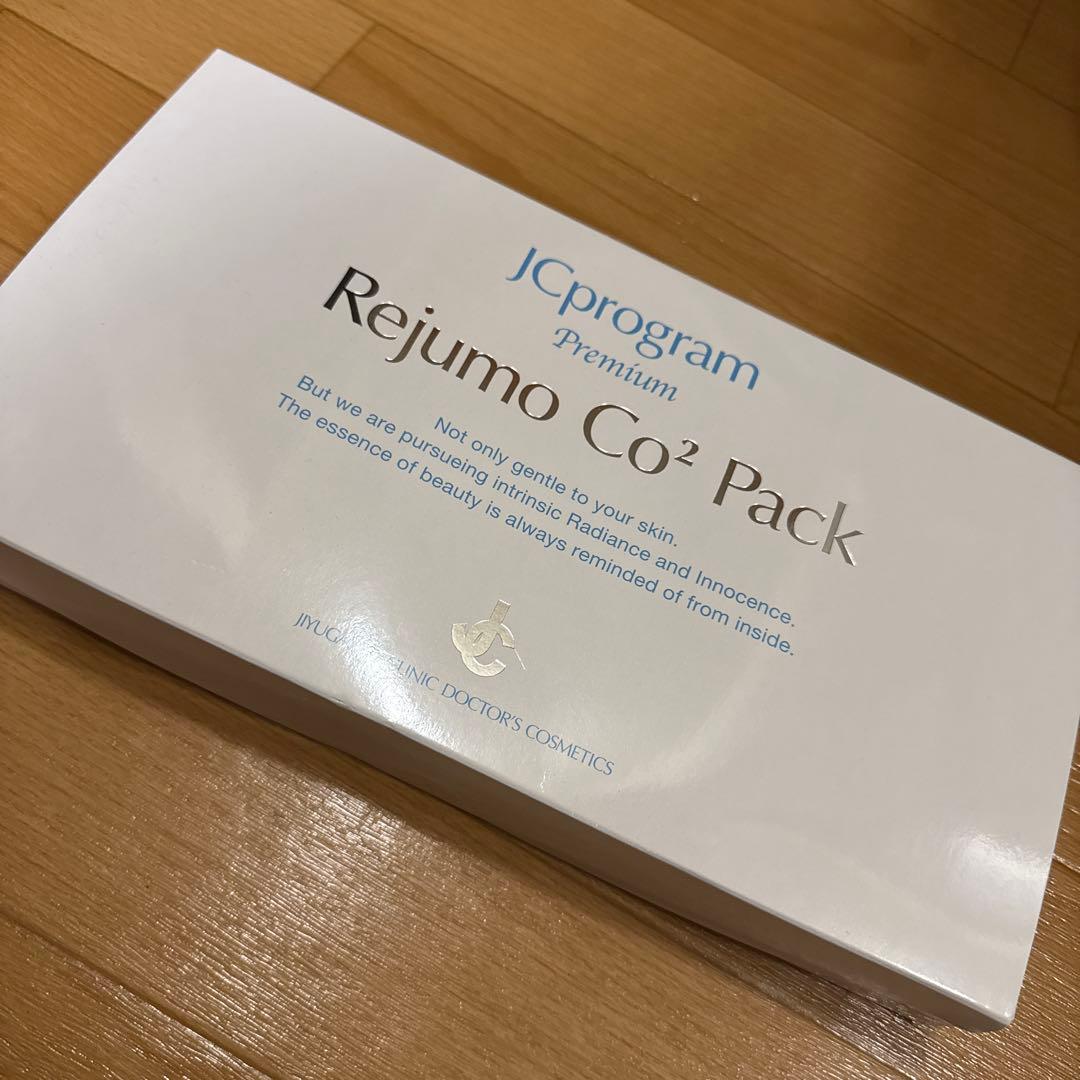 JCprogram
Premium
Rejumo Co² Pack
Not only gentle to your skin.
But we are pursueing intrinsic Radiance and Innocence.
The essence of beauty is always reminded of from inside.
JC
DOCTOR'S COSMETICS